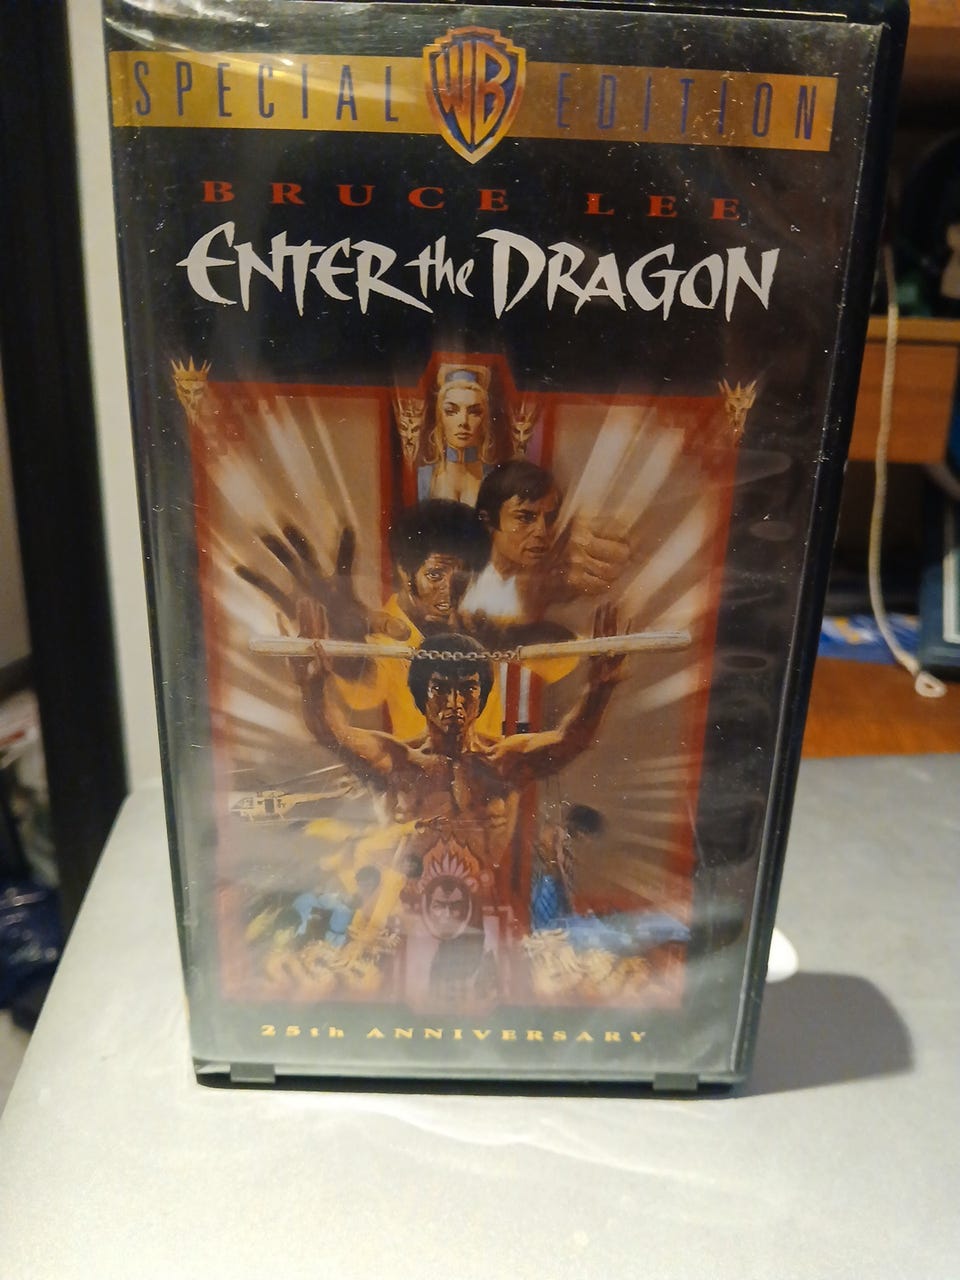 SPECIAL WB EDITION
BRUCE LEE
ENTER the DRAGON
25th ANNIVERSARY